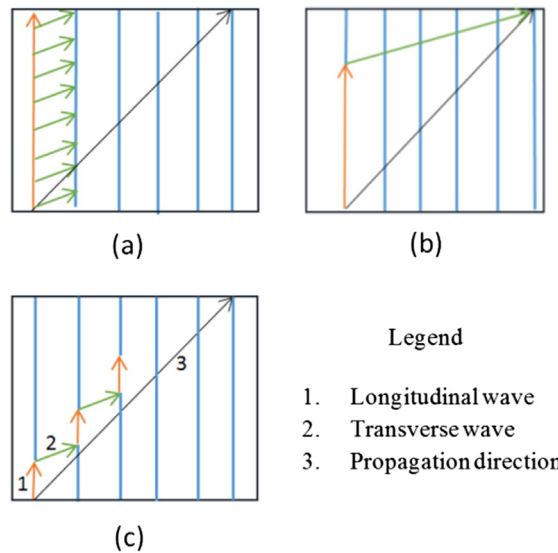 (a)
(b)
3
2
1
(c)
Legend
1. Longitudinal wave
2. Transverse wave
3. Propagation direction